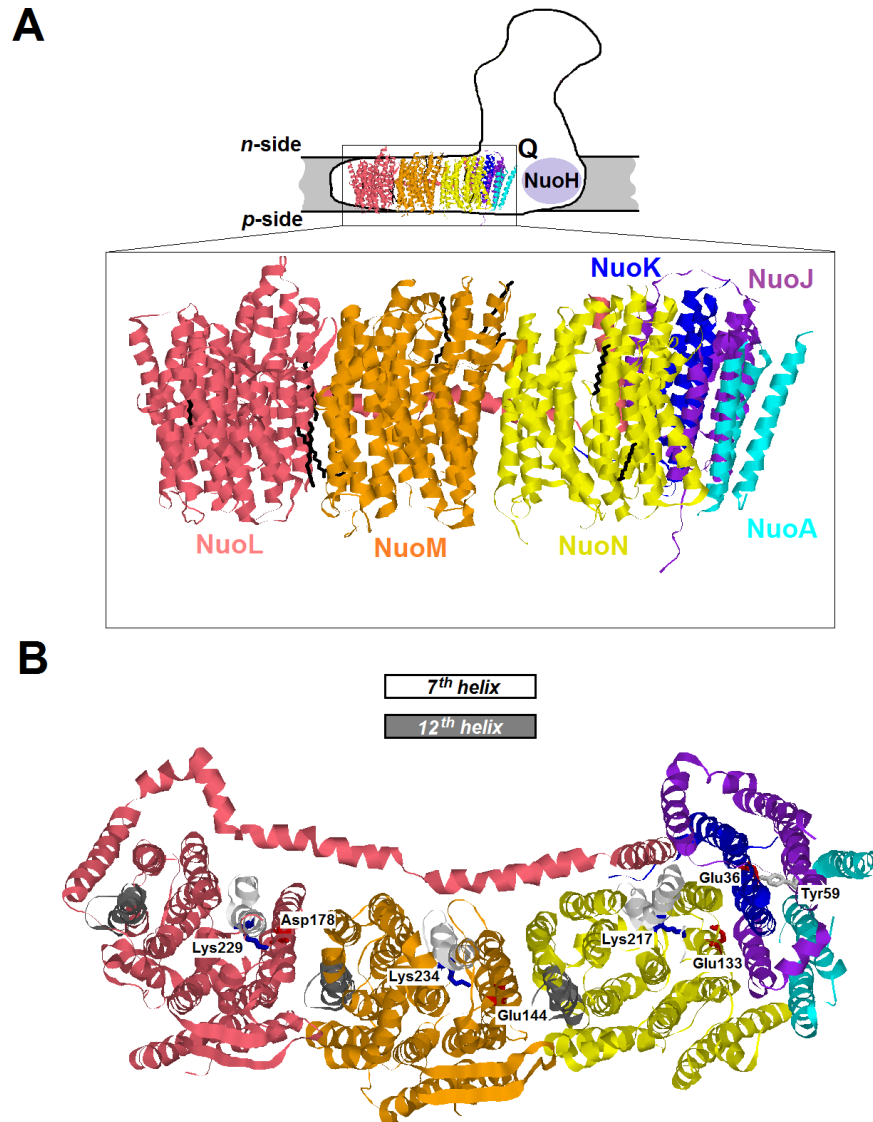 A
n-side
Q
NuoH
p-side
NuoK
NuoJ
NuoL
NuoM
NuoN
NuoA
B
7th helix
12th helix
Glu36
Tyr59
Asp178
Lys229
Lys217
Lys234
Glu133
Glu144